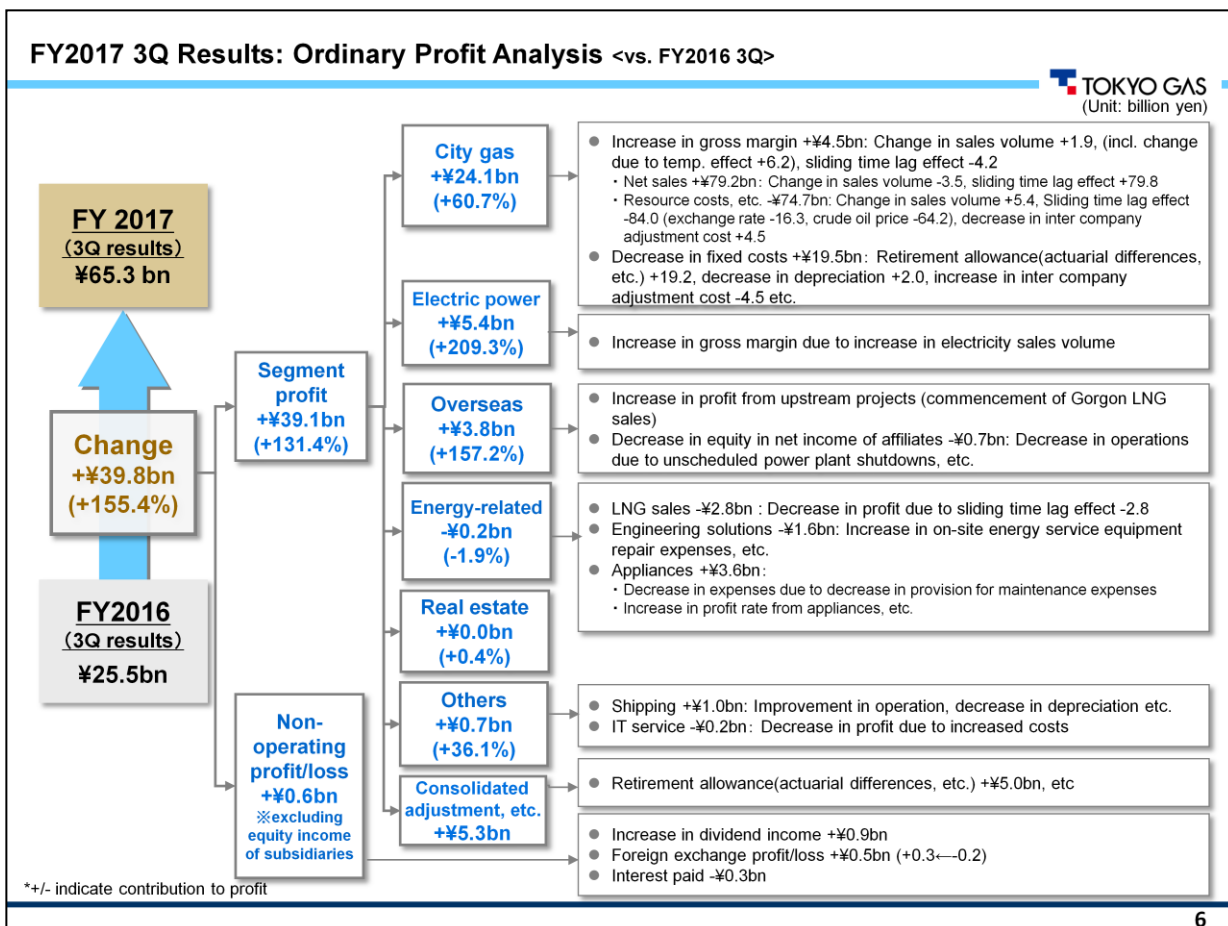 FY2017 3Q Results: Ordinary Profit Analysis <vs. FY2016 3Q>
TOKYO GAS
(Unit: billion yen)
FY 2017
（3Q results）
¥65.3 bn
Change
+¥39.8bn
(+155.4%)
FY2016
（3Q results）
¥25.5bn
Segment
profit
+¥39.1bn
(+131.4%)
Non-
operating
profit/loss
+¥0.6bn
※excluding
equity income
of subsidiaries
City gas
+¥24.1bn
(+60.7%)
● Increase in gross margin +¥4.5bn: Change in sales volume +1.9, (incl. change
due to temp. effect +6.2), sliding time lag effect -4.2
・Net sales +¥79.2bn: Change in sales volume -3.5, sliding time lag effect +79.8
・Resource costs, etc. -¥74.7bn: Change in sales volume +5.4, Sliding time lag effect
-84.0 (exchange rate -16.3, crude oil price -64.2), decrease in inter company
adjustment cost +4.5
● Decrease in fixed costs +¥19.5bn: Retirement allowance(actuarial differences,
etc.) +19.2, decrease in depreciation +2.0, increase in inter company
adjustment cost -4.5 etc.
Electric power
+¥5.4bn
(+209.3%)
● Increase in gross margin due to increase in electricity sales volume
Overseas
+¥3.8bn
(+157.2%)
● Increase in profit from upstream projects (commencement of Gorgon LNG
sales)
● Decrease in equity in net income of affiliates -¥0.7bn: Decrease in operations
due to unscheduled power plant shutdowns, etc.
Energy-related
-¥0.2bn
(-1.9%)
● LNG sales -¥2.8bn : Decrease in profit due to sliding time lag effect -2.8
● Engineering solutions -¥1.6bn: Increase in on-site energy service equipment
repair expenses, etc.
● Appliances +¥3.6bn:
・Decrease in expenses due to decrease in provision for maintenance expenses
・Increase in profit rate from appliances, etc.
Real estate
+¥0.0bn
(+0.4%)
Others
+¥0.7bn
(+36.1%)
● Shipping +¥1.0bn: Improvement in operation, decrease in depreciation etc.
● IT service -¥0.2bn: Decrease in profit due to increased costs
Consolidated
adjustment, etc.
+¥5.3bn
● Retirement allowance(actuarial differences, etc.) +¥5.0bn, etc
● Increase in dividend income +¥0.9bn
● Foreign exchange profit/loss +¥0.5bn (+0.3←-0.2)
● Interest paid -¥0.3bn
*+/- indicate contribution to profit
6